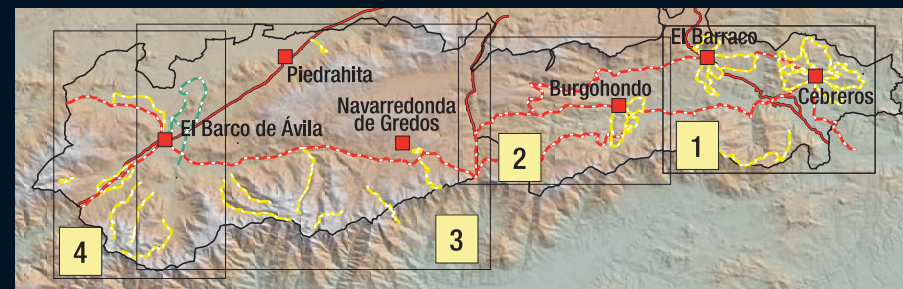 El Barraco
Piedrahita
Cebreros
Burgohondo
Navarredonda
de Gredos
El Barco de Ávila
1
2
3
4